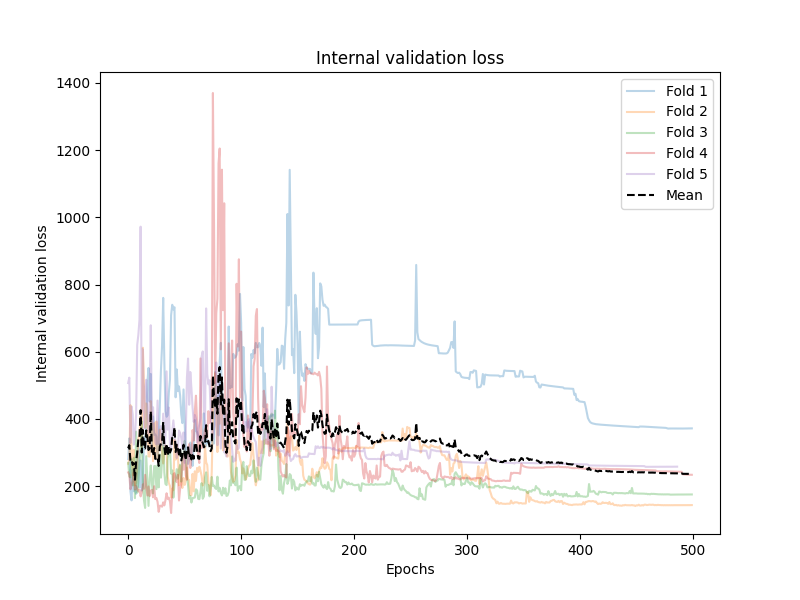 Internal validation loss
1400
1200
1000
800
600
400
200
Internal validation loss
0
100
200
300
400
500
Epochs
Fold 1
Fold 2
Fold 3
Fold 4
Fold 5
Mean